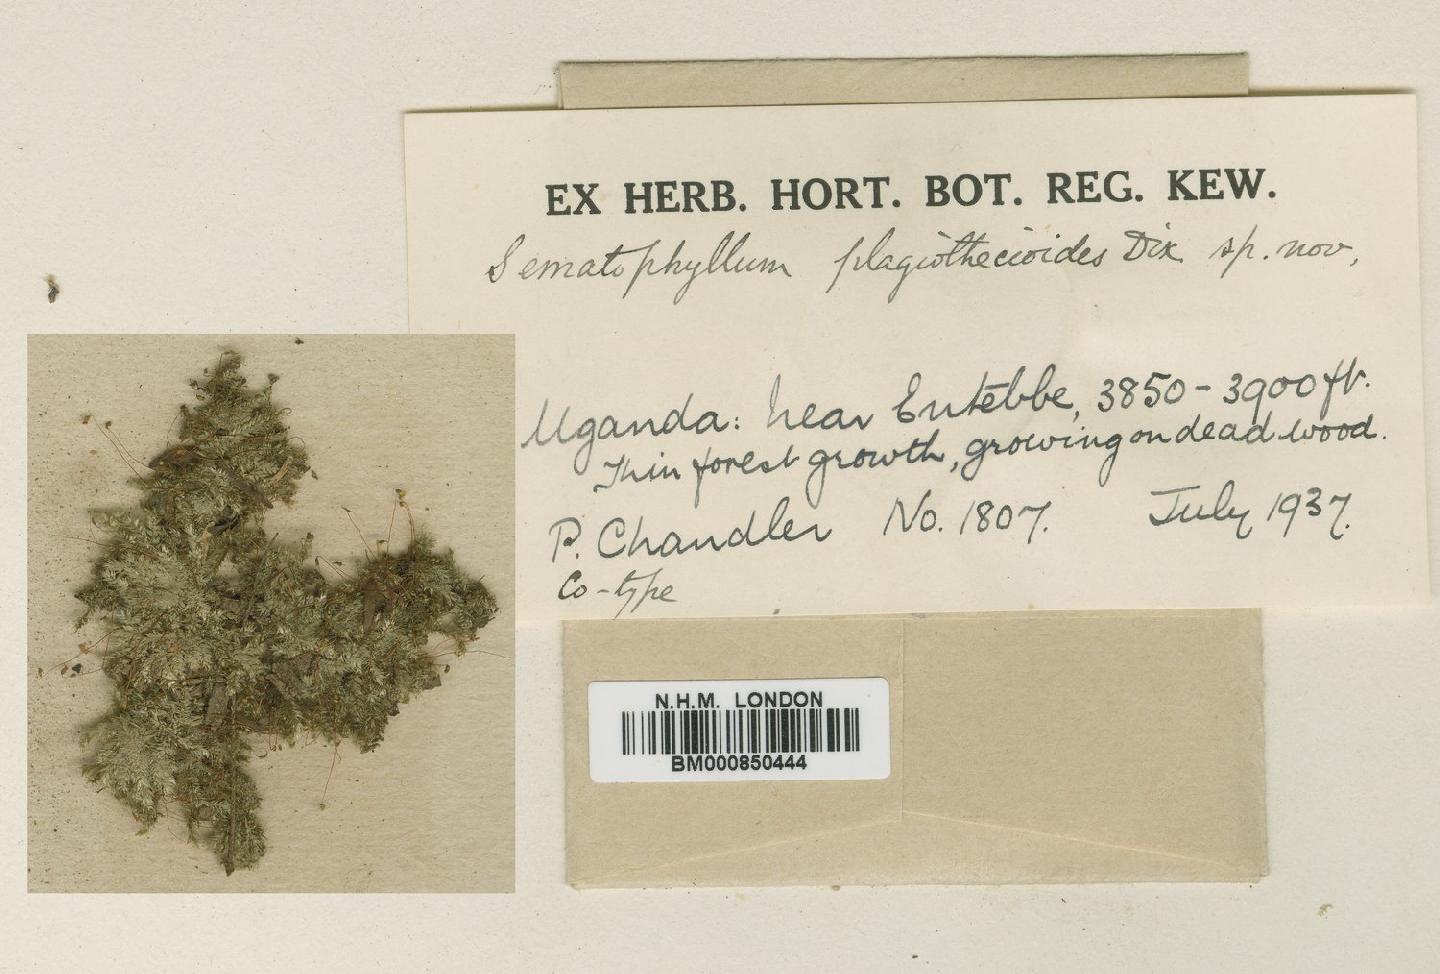 EX HERB. HORT. BOT. REG. KEW.
Sematophyllum plagiothecioides Dix sp. nov.
Uganda: near Entebbe, 3850-3900 ft.
Thin forest growth, growing on dead wood.
P. Chandler No. 1807. July 1937.
Co-type
N.H.M. LONDON
BM000850444